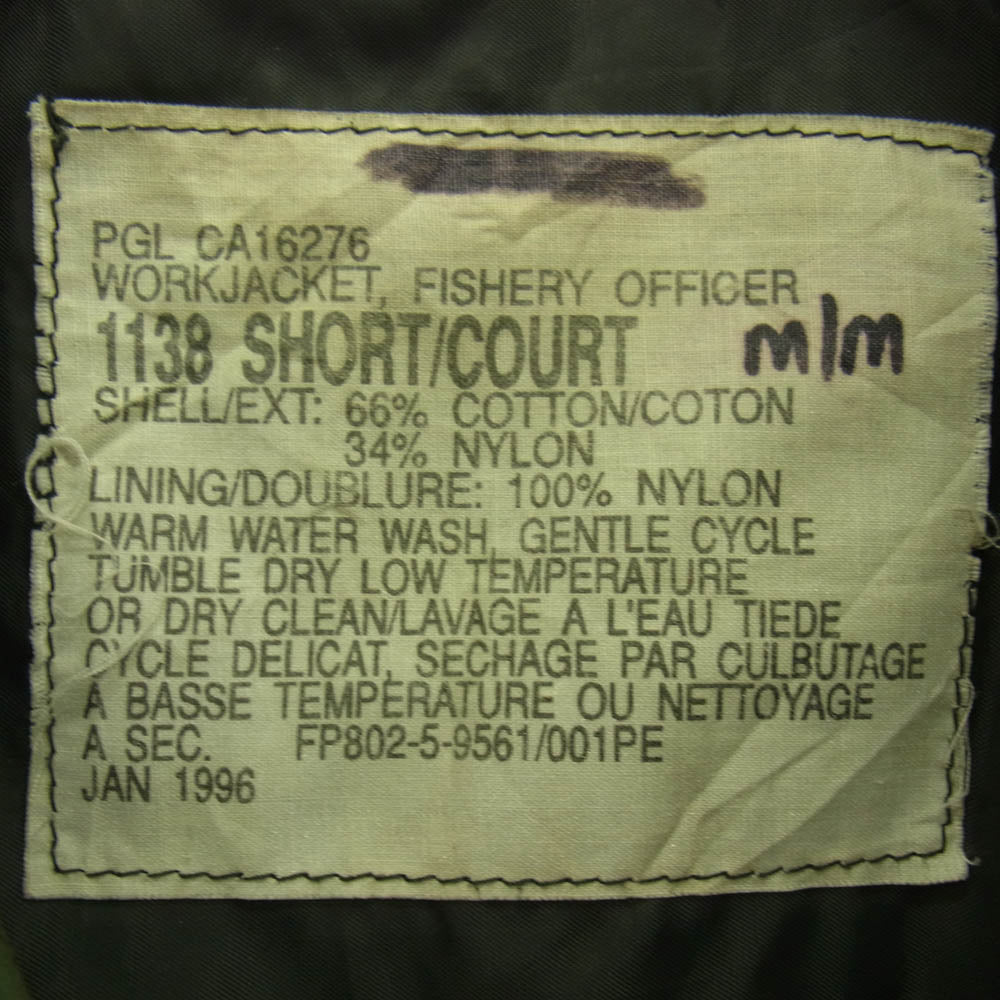 PGL CA16276
WORKJACKET, FISHERY OFFICER
1138 SHORT/COURT m/m
SHELL/EXT: 66% COTTON/COTON
34% NYLON
LINING/DOUBLURE: 100% NYLON
WARM WATER WASH, GENTLE CYCLE
TUMBLE DRY LOW TEMPERATURE
OR DRY CLEAN/LAVAGE A L'EAU TIEDE
CYCLE DELICAT, SECHAGE PAR CULBUTAGE
A BASSE TEMPERATURE OU NETTOYAGE
A SEC. FP802-5-9561/001PE
JAN 1996